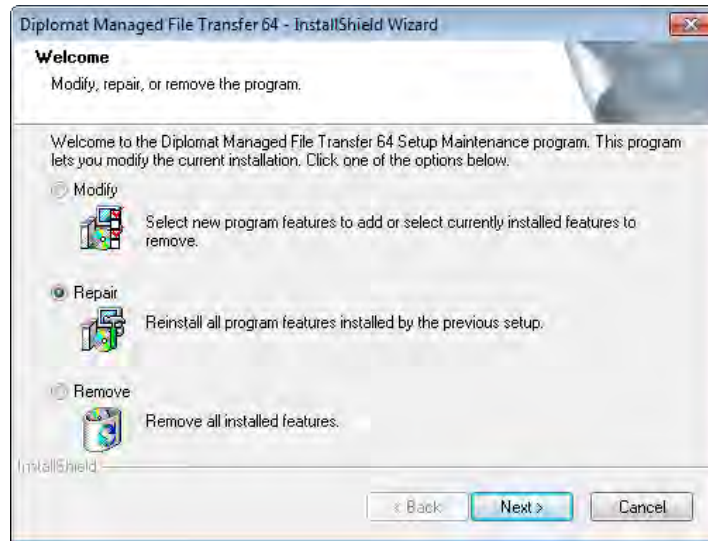 Diplomat Managed File Transfer 64 - InstallShield Wizard
Welcome
Modify, repair, or remove the program.
Welcome to the Diplomat Managed File Transfer 64 Setup Maintenance program. This program
lets you modify the current installation. Click one of the options below.
Modify
Select new program features to add or select currently installed features to
remove.
Repair
Reinstall all program features installed by the previous setup.
Remove
Remove all installed features.
InstallShield
< Back
Next >
Cancel